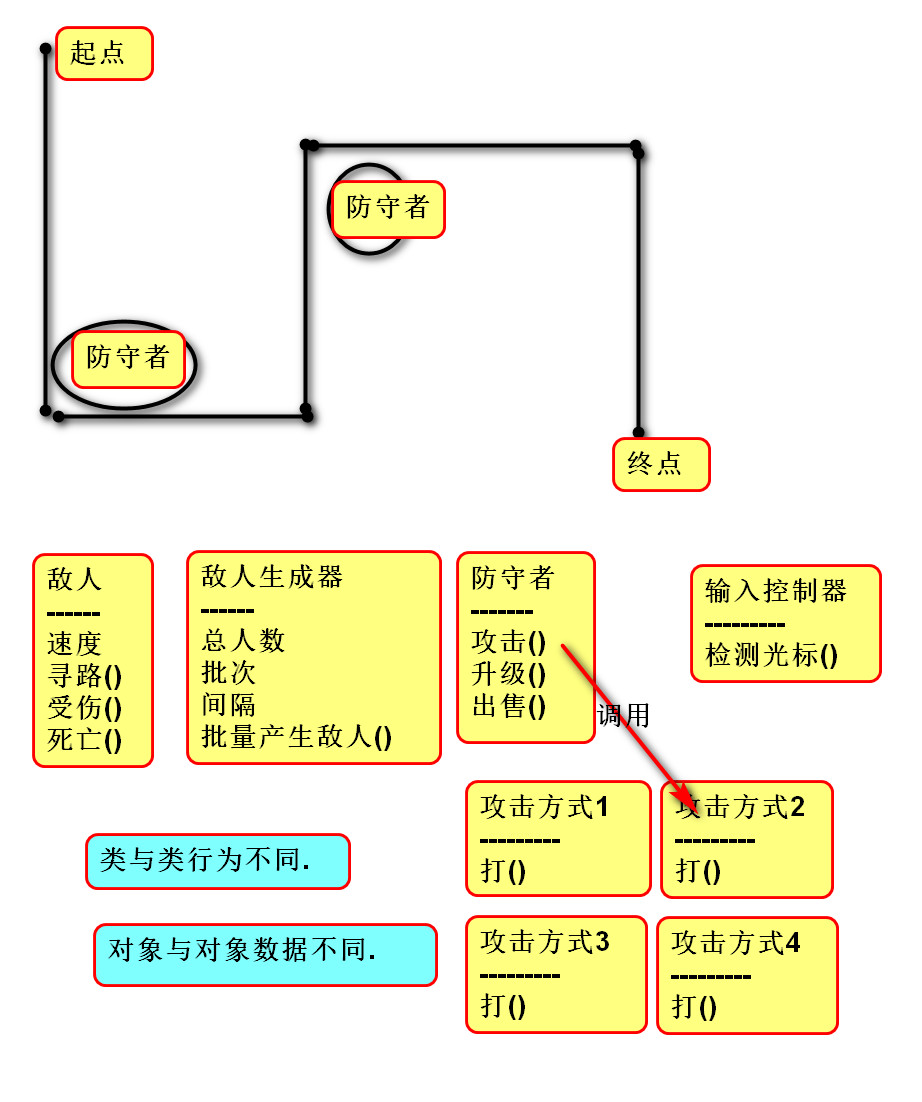 起点
防守者
防守者
终点
敌人
------
速度
寻路()
受伤()
死亡()
敌人生成器
------
总人数
批次
间隔
批量产生敌人()
防守者
-------
攻击()
升级()
出售()
输入控制器
---------
检测光标()
调用
攻击方式1
---------
打()
攻击方式2
---------
打()
类与类行为不同.
对象与对象数据不同.
攻击方式3
---------
打()
攻击方式4
---------
打()